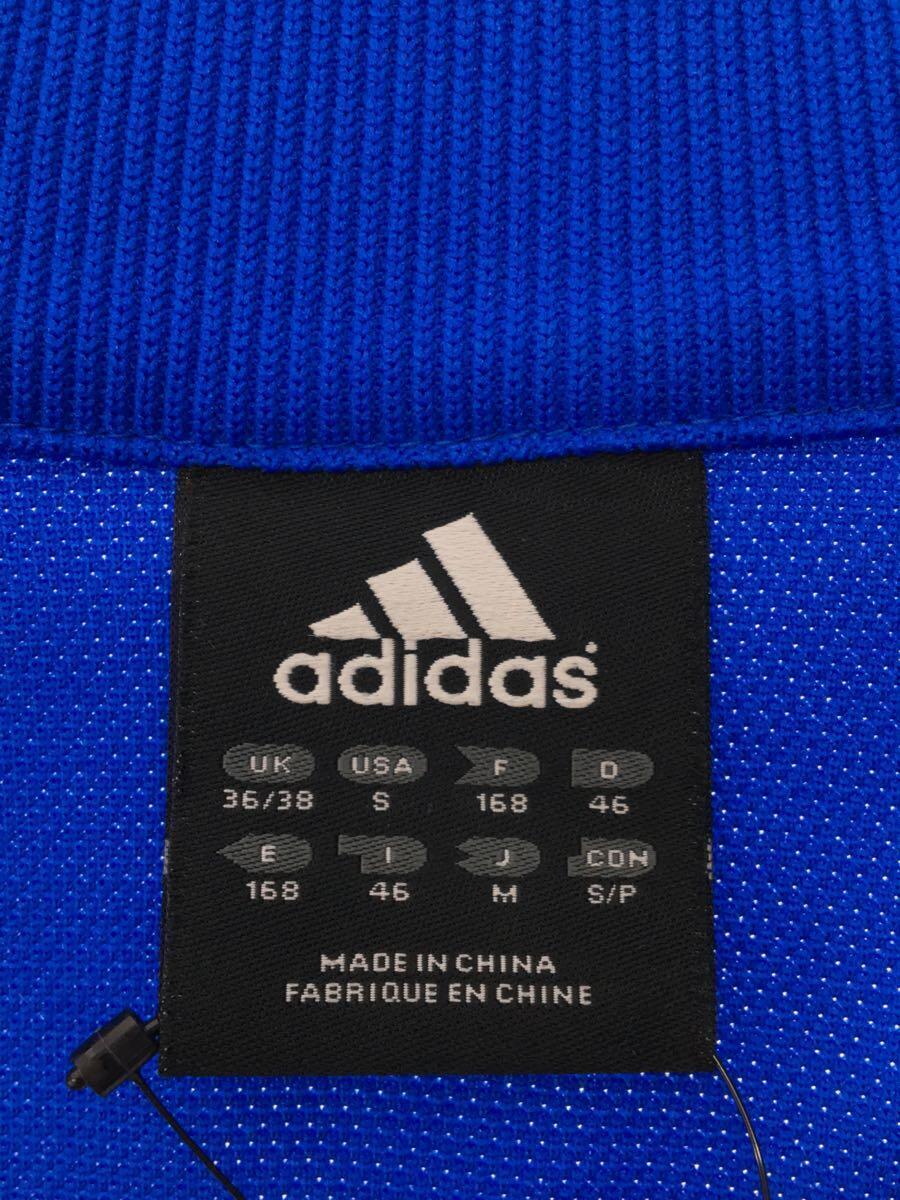 adidas
UK USA F D
36/38 S 168 46
E I J CDN
168 46 M S/P
MADE IN CHINA
FABRIQUE EN CHINE